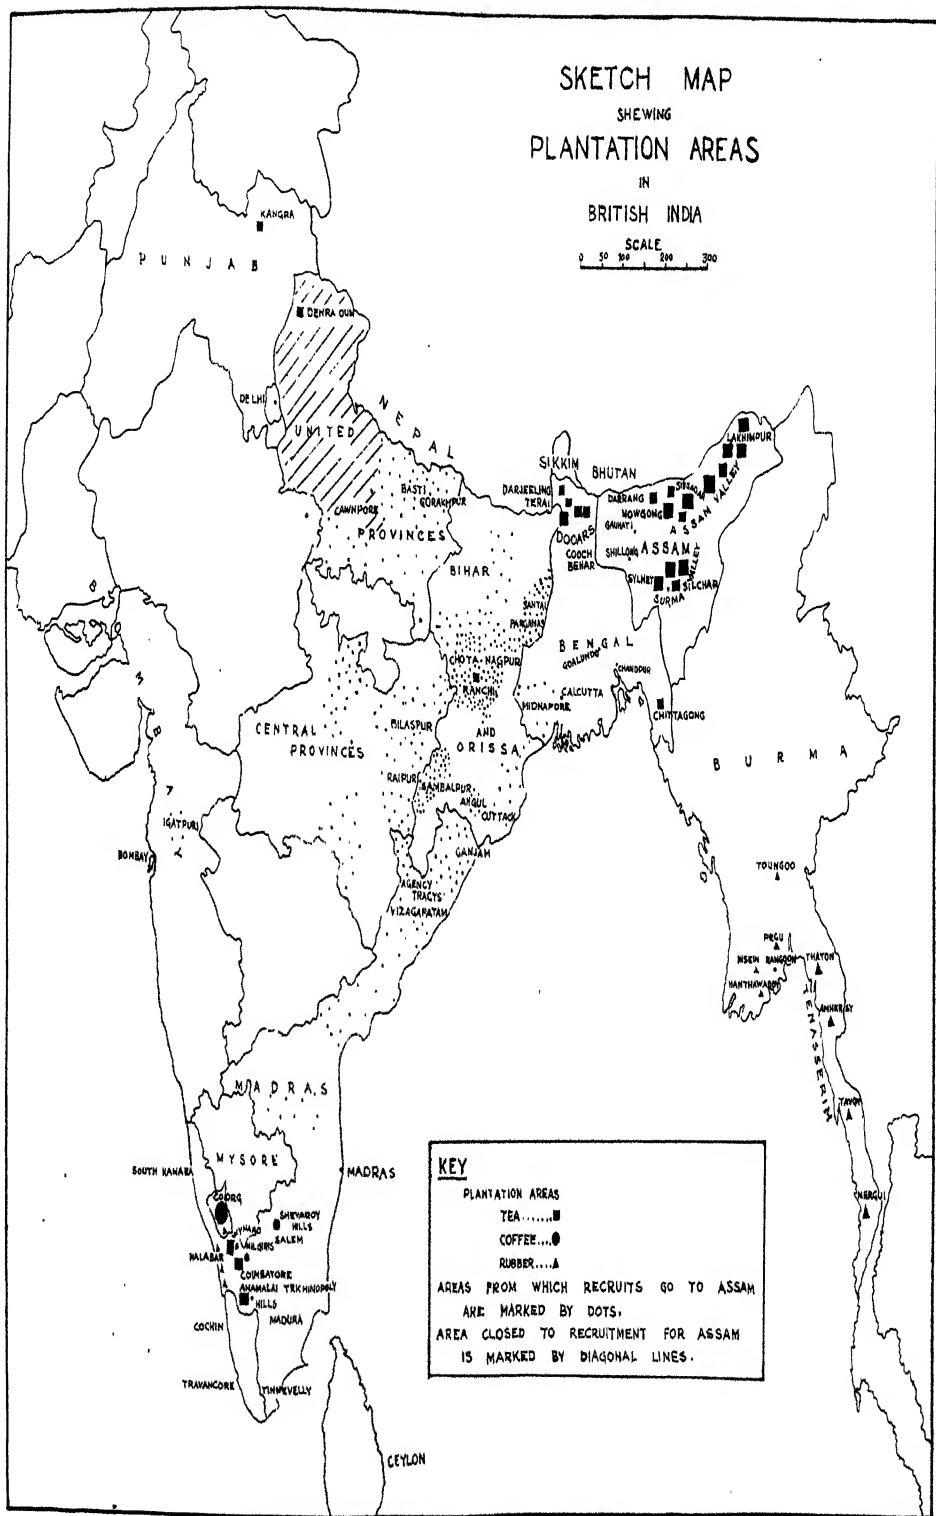 SKETCH MAP
SHEWING
PLANTATION AREAS
IN
BRITISH INDIA
SCALE
0 50 100 200 300
KANGRA
PUNJAB
DEHRA DUN
DELHI
UNITED
NEPAL
SIKKIM
BHUTAN
LAKHIMPUR
BASTI
GORAKHPUR
CAWNPORE
PROVINCES
DARJEELING
TERAI
DOOARS
COOCH
BEHAR
DARRANG
SIBSAGAR
NOWGONG
ASSAM VALLEY
GAUHATI
SHILLONG
ASSAM
SYLHET
SILCHAR
SURMA
VALLEY
BIHAR
SANTAL
PARGANAS
CHOTA-NAGPUR
RANCHI
BENGAL
GOALUNDO
CHANDPUR
CALCUTTA
MIDNAPORE
CHITTAGONG
CENTRAL
PROVINCES
BILASPUR
AND
ORISSA
RAIPUR
SAMBALPUR
ANGUL
CUTTACK
BURMA
BOMBAY
IGATPURI
BOMBAY
GANJAM
AGENCY
TRACTS
VIZAGAPATAM
TOUNGOO
PEGU
INSEIN
RANGOON
THATON
HANTHAWADDY
AMHERST
TENASSERIM
TAVOY
MERGUI
MADRAS
MYSORE
SOUTH KANARA
MADRAS
COORG
SHEVAROY
HILLS
SALEM
WYNAAD
MALABAR
NILGIRIS
COIMBATORE
ANAMALAI
HILLS
TRICHINOPOLY
COCHIN
MADURA
TRAVANCORE
TINNEVELLY
CEYLON
KEY
PLANTATION AREAS
TEA.......■
COFFEE....●
RUBBER....▲
AREAS FROM WHICH RECRUITS GO TO ASSAM
ARE MARKED BY DOTS.
AREA CLOSED TO RECRUITMENT FOR ASSAM
IS MARKED BY DIAGONAL LINES.